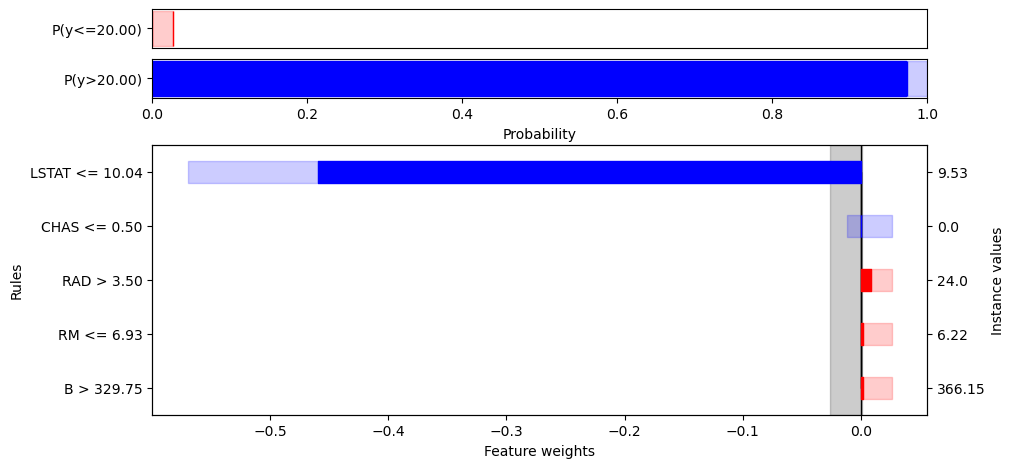 P(y<=20.00)
P(y>20.00)
0.0 0.2 0.4 0.6 0.8 1.0
Probability
LSTAT <= 10.04 9.53
CHAS <= 0.50 0.0
RAD > 3.50 24.0
RM <= 6.93 6.22
B > 329.75 366.15
Rules
Instance values
−0.5 −0.4 −0.3 −0.2 −0.1 0.0
Feature weights